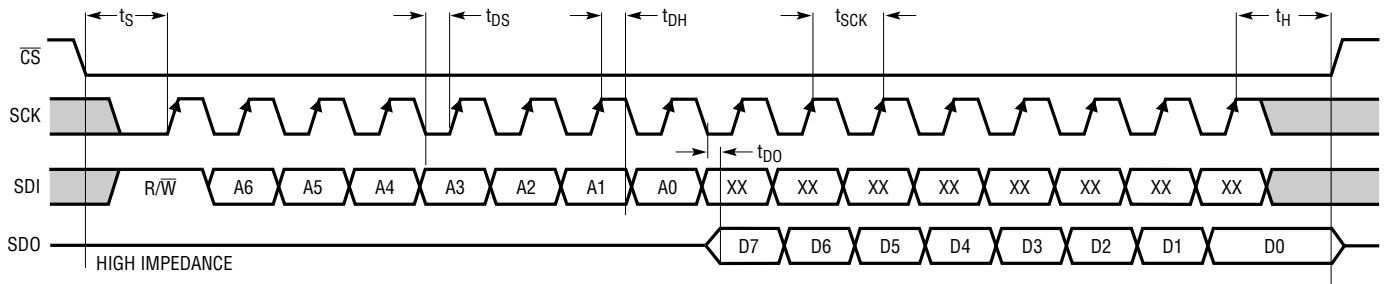 tS tDS tDH tSCK tH
CS
SCK
tDO
SDI R/W A6 A5 A4 A3 A2 A1 A0 XX XX XX XX XX XX XX XX
SDO D7 D6 D5 D4 D3 D2 D1 D0
HIGH IMPEDANCE